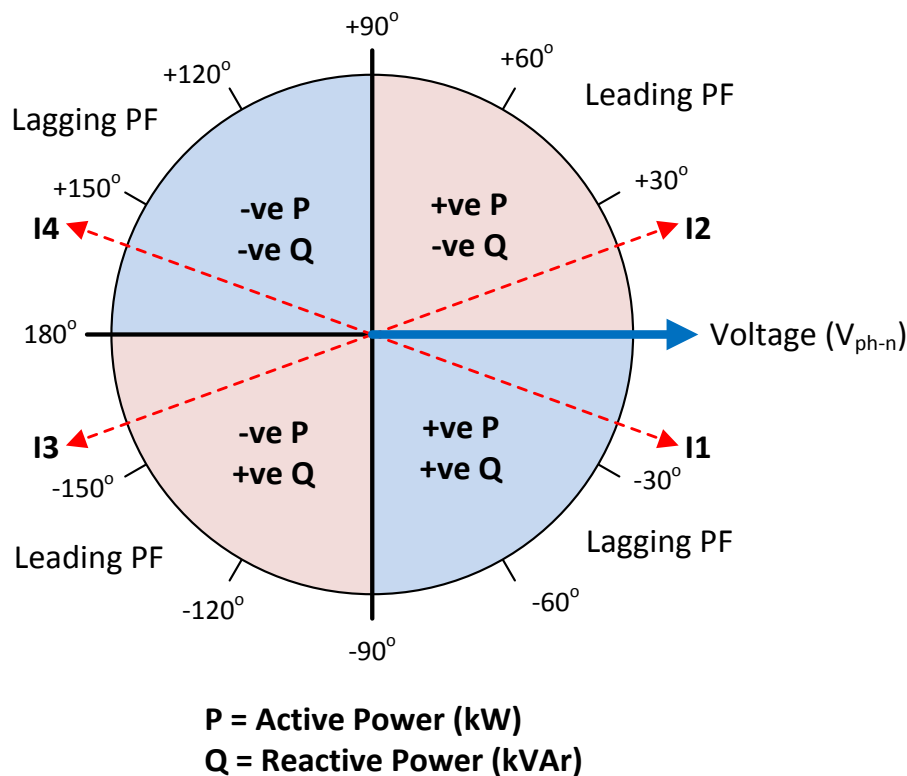 +90°
+120°
+60°
Leading PF
Lagging PF
+150°
+30°
-ve P
-ve Q
+ve P
-ve Q
I4
I2
180°
Voltage (Vph-n)
-ve P
+ve Q
+ve P
+ve Q
I3
I1
-150°
-30°
Leading PF
Lagging PF
-120°
-60°
-90°
P = Active Power (kW)
Q = Reactive Power (kVAr)